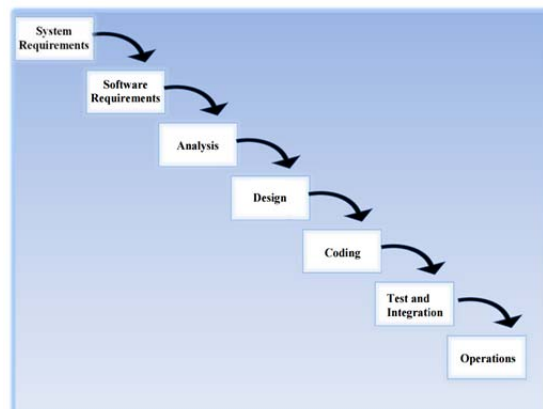 System
Requirements
Software
Requirements
Analysis
Design
Coding
Test and
Integration
Operations